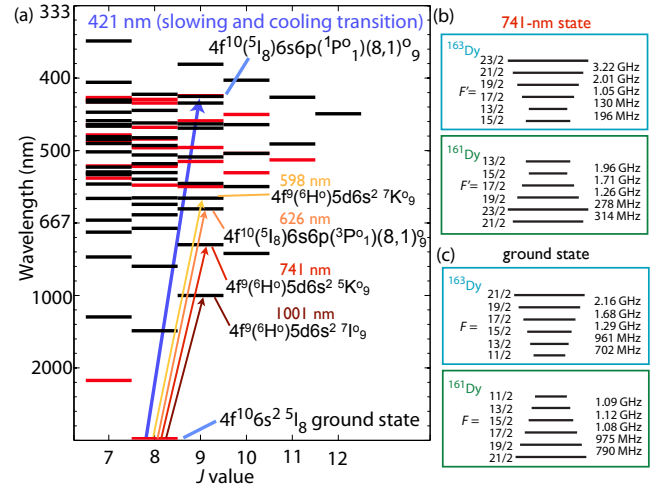 (a)
421 nm (slowing and cooling transition)
4f¹⁰(⁵I₈)6s6p(¹Pᵒ₁)(8,1)ᵒ₉
333
400
500
667
1000
2000
Wavelength (nm)
598 nm
4f⁹(⁶Hᵒ)5d6s² ⁷Kᵒ₉
626 nm
4f¹⁰(⁵I₈)6s6p(³Pᵒ₁)(8,1)ᵒ₉
741 nm
4f⁹(⁶Hᵒ)5d6s² ⁵Kᵒ₉
1001 nm
4f⁹(⁶Hᵒ)5d6s² ⁷Iᵒ₉
4f¹⁰6s² ⁵I₈ ground state
7 8 9 10 11 12
J value
(b)
741-nm state
¹⁶³Dy
23/2
21/2 3.22 GHz
19/2 2.01 GHz
F'= 17/2 1.05 GHz
13/2 130 MHz
15/2 196 MHz
¹⁶¹Dy
13/2
15/2 1.96 GHz
F'= 17/2 1.71 GHz
19/2 1.26 GHz
23/2 278 MHz
21/2 314 MHz
(c)
ground state
¹⁶³Dy
21/2
19/2 2.16 GHz
F = 17/2 1.68 GHz
15/2 1.29 GHz
13/2 961 MHz
11/2 702 MHz
¹⁶¹Dy
11/2
13/2 1.09 GHz
F = 15/2 1.12 GHz
17/2 1.08 GHz
19/2 975 MHz
21/2 790 MHz